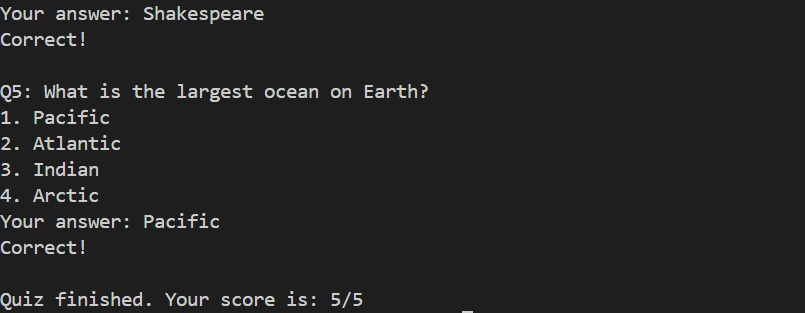 Your answer: Shakespeare
Correct!
Q5: What is the largest ocean on Earth?
1. Pacific
2. Atlantic
3. Indian
4. Arctic
Your answer: Pacific
Correct!
Quiz finished. Your score is: 5/5